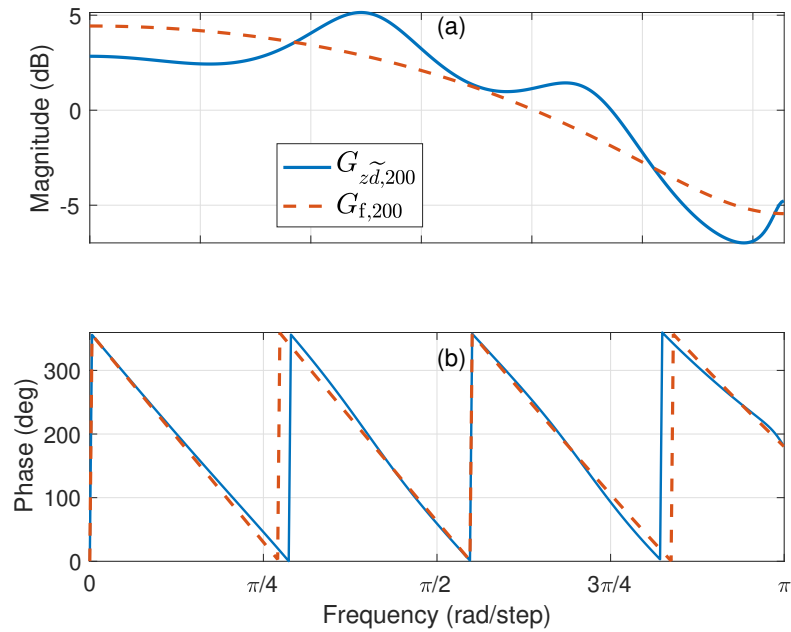 (a)
5
0
-5
Magnitude (dB)
G_{z\widetilde{d},200}
G_{f,200}
(b)
300
200
100
0
Phase (deg)
0 π/4 π/2 3π/4 π
Frequency (rad/step)